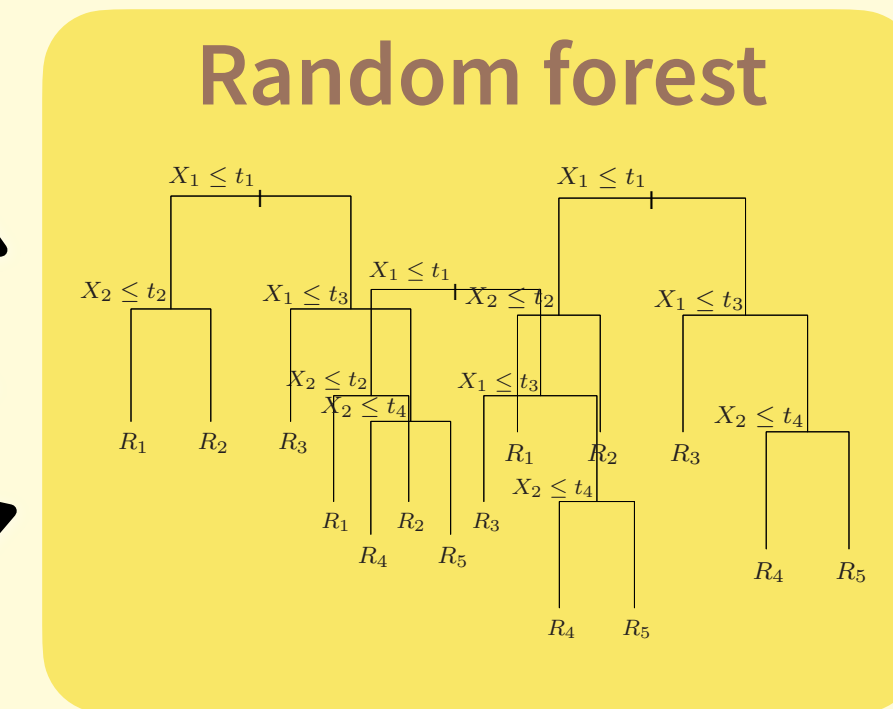 Random forest
X₁ ≤ t₁
X₁ ≤ t₁
X₁ ≤ t₁
X₂ ≤ t₂
X₁ ≤ t₃
X₂ ≤ t₂
X₁ ≤ t₃
X₂ ≤ t₂
X₁ ≤ t₃
X₂ ≤ t₄
X₂ ≤ t₄
R₁
R₂
R₃
R₁
R₂
R₃
X₂ ≤ t₄
R₁
R₂
R₃
R₄
R₅
R₄
R₅
R₄
R₅